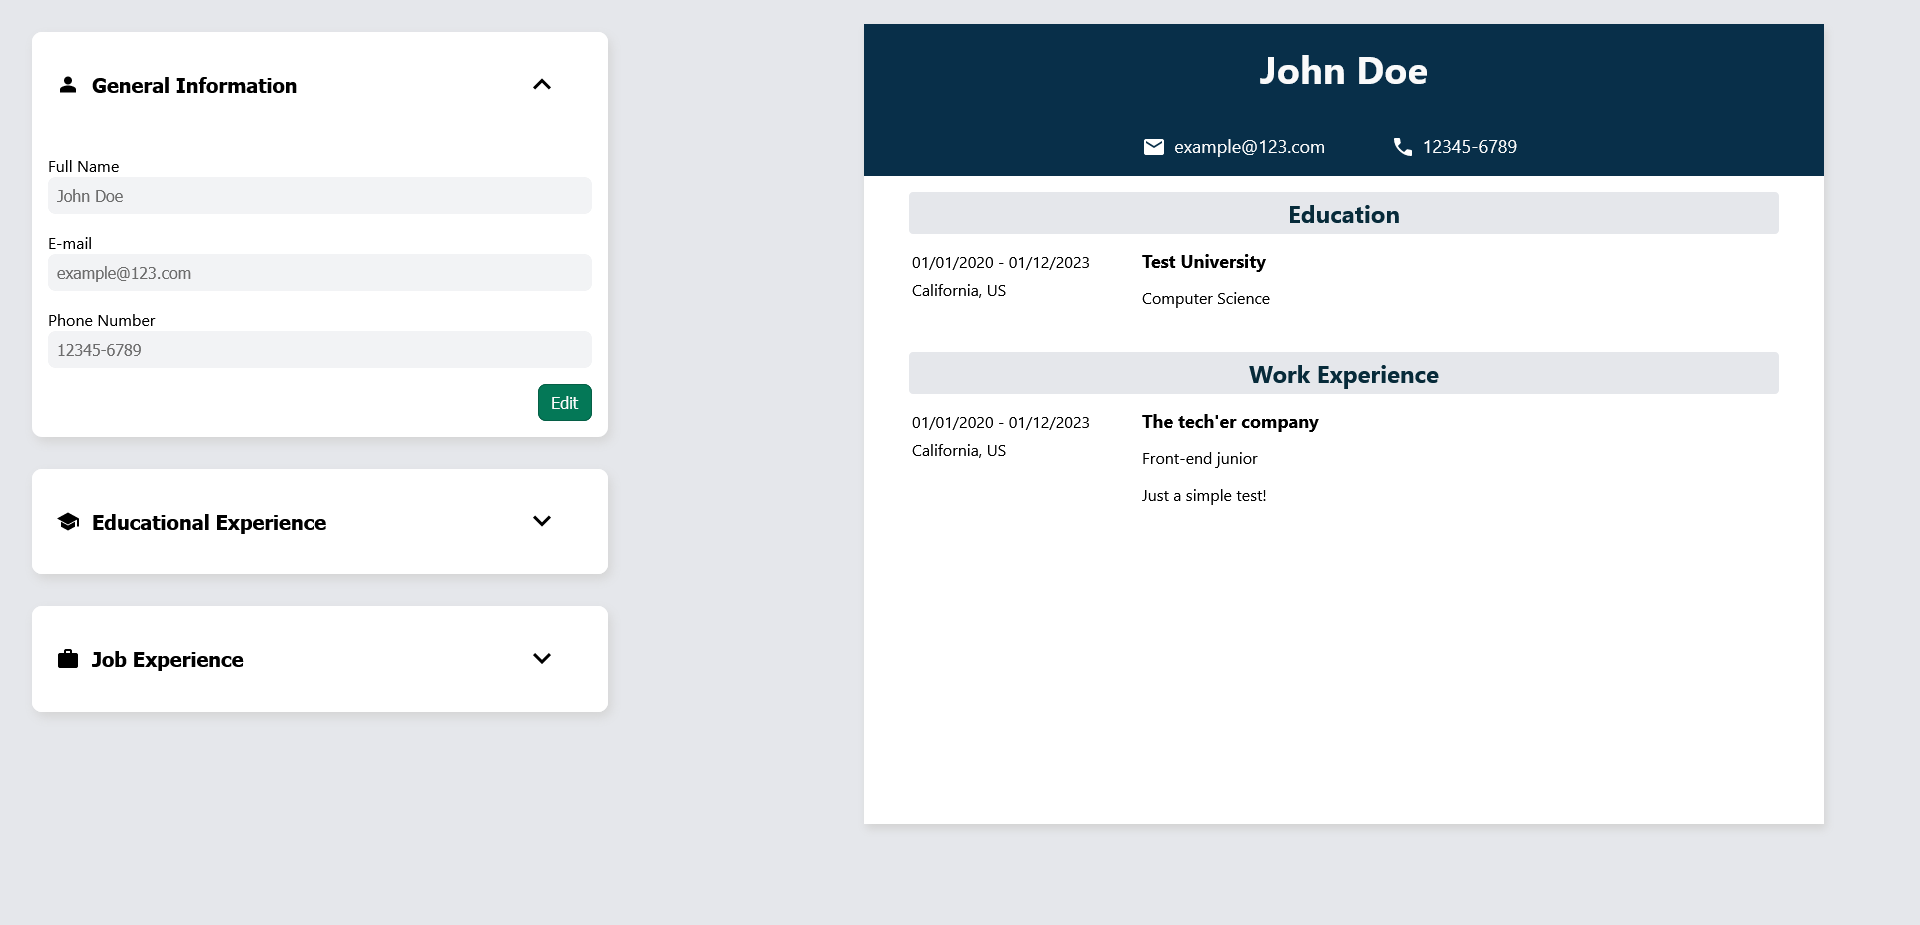 General Information
Full Name
John Doe
E-mail
example@123.com
Phone Number
12345-6789
Edit
Educational Experience
Job Experience
John Doe
example@123.com 12345-6789
Education
01/01/2020 - 01/12/2023 Test University
California, US
Computer Science
Work Experience
01/01/2020 - 01/12/2023 The tech'er company
California, US
Front-end junior
Just a simple test!